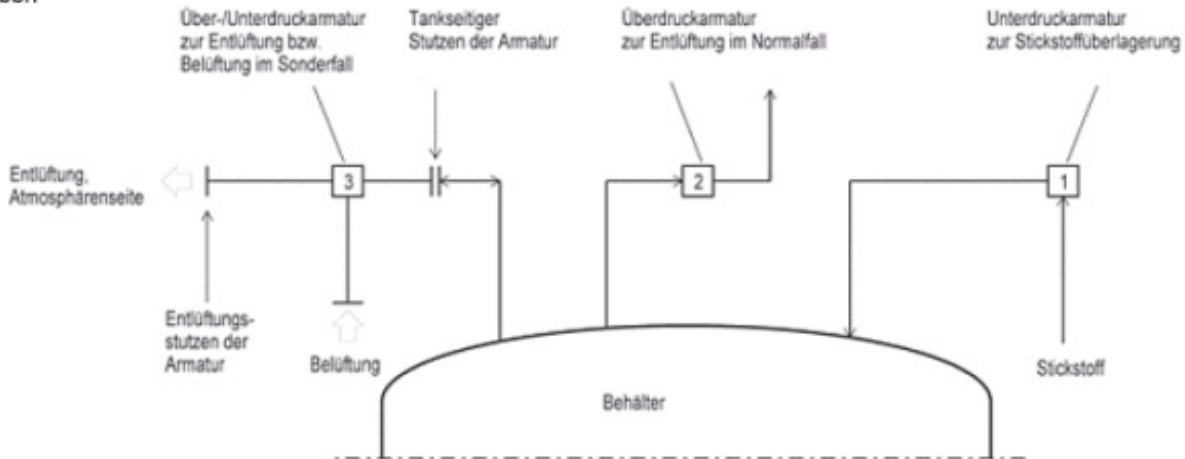 Über-/Unterdruckarmatur
zur Entlüftung bzw.
Belüftung im Sonderfall
Tankseitiger
Stutzen der Armatur
Überdruckarmatur
zur Entlüftung im Normalfall
Unterdruckarmatur
zur Stickstoffüberlagerung
Entlüftung,
Atmosphärenseite
3
2
1
Entlüftungs-
stutzen der
Armatur
Belüftung
Stickstoff
Behälter